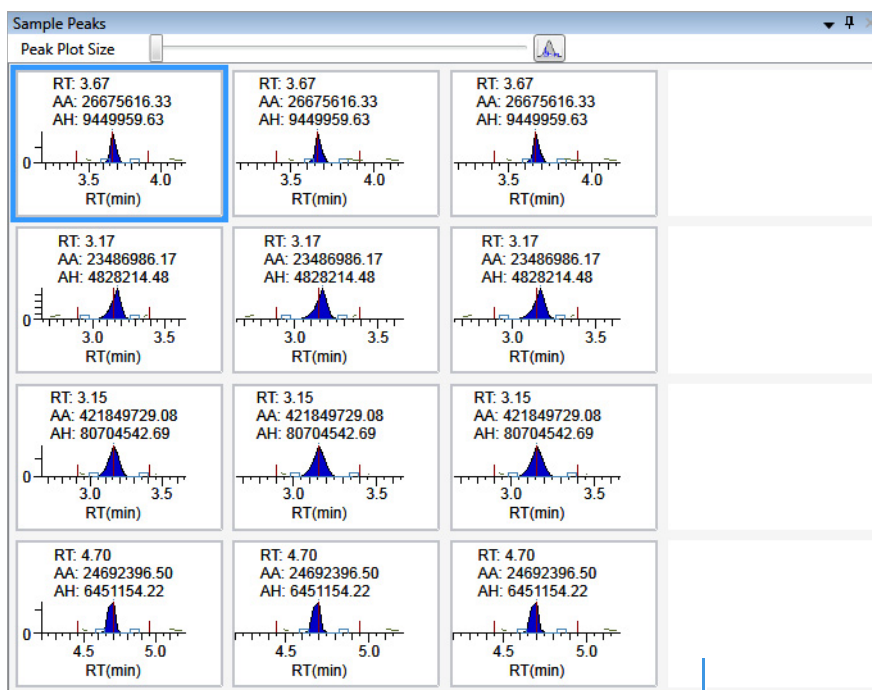 Sample Peaks
Peak Plot Size
RT: 3.67
AA: 26675616.33
AH: 9449959.63
0
3.5 4.0
RT(min)
RT: 3.67
AA: 26675616.33
AH: 9449959.63
3.5 4.0
RT(min)
RT: 3.67
AA: 26675616.33
AH: 9449959.63
3.5 4.0
RT(min)
RT: 3.17
AA: 23486986.17
AH: 4828214.48
0
3.0 3.5
RT(min)
RT: 3.17
AA: 23486986.17
AH: 4828214.48
3.0 3.5
RT(min)
RT: 3.17
AA: 23486986.17
AH: 4828214.48
3.0 3.5
RT(min)
RT: 3.15
AA: 421849729.08
AH: 80704542.69
0
3.0 3.5
RT(min)
RT: 3.15
AA: 421849729.08
AH: 80704542.69
3.0 3.5
RT(min)
RT: 3.15
AA: 421849729.08
AH: 80704542.69
3.0 3.5
RT(min)
RT: 4.70
AA: 24692396.50
AH: 6451154.22
0
4.5 5.0
RT(min)
RT: 4.70
AA: 24692396.50
AH: 6451154.22
4.5 5.0
RT(min)
RT: 4.70
AA: 24692396.50
AH: 6451154.22
4.5 5.0
RT(min)